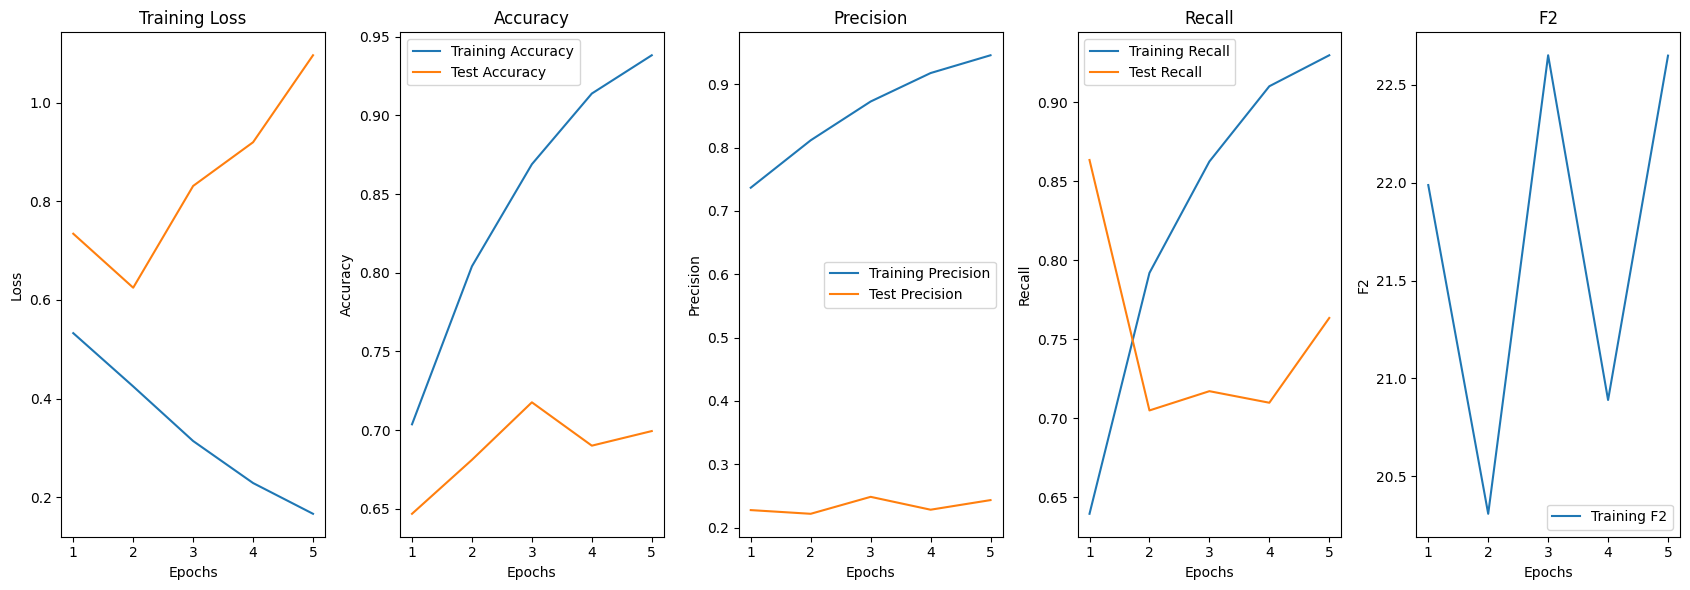 Training Loss
1.0
0.8
0.6
0.4
0.2
Loss
1 2 3 4 5
Epochs
Accuracy
Training Accuracy
Test Accuracy
0.95
0.90
0.85
0.80
0.75
0.70
0.65
Accuracy
1 2 3 4 5
Epochs
Precision
0.9
0.8
0.7
0.6
0.5
0.4
0.3
0.2
Precision
Training Precision
Test Precision
1 2 3 4 5
Epochs
Recall
Training Recall
Test Recall
0.90
0.85
0.80
0.75
0.70
0.65
Recall
1 2 3 4 5
Epochs
F2
22.5
22.0
21.5
21.0
20.5
F2
Training F2
1 2 3 4 5
Epochs